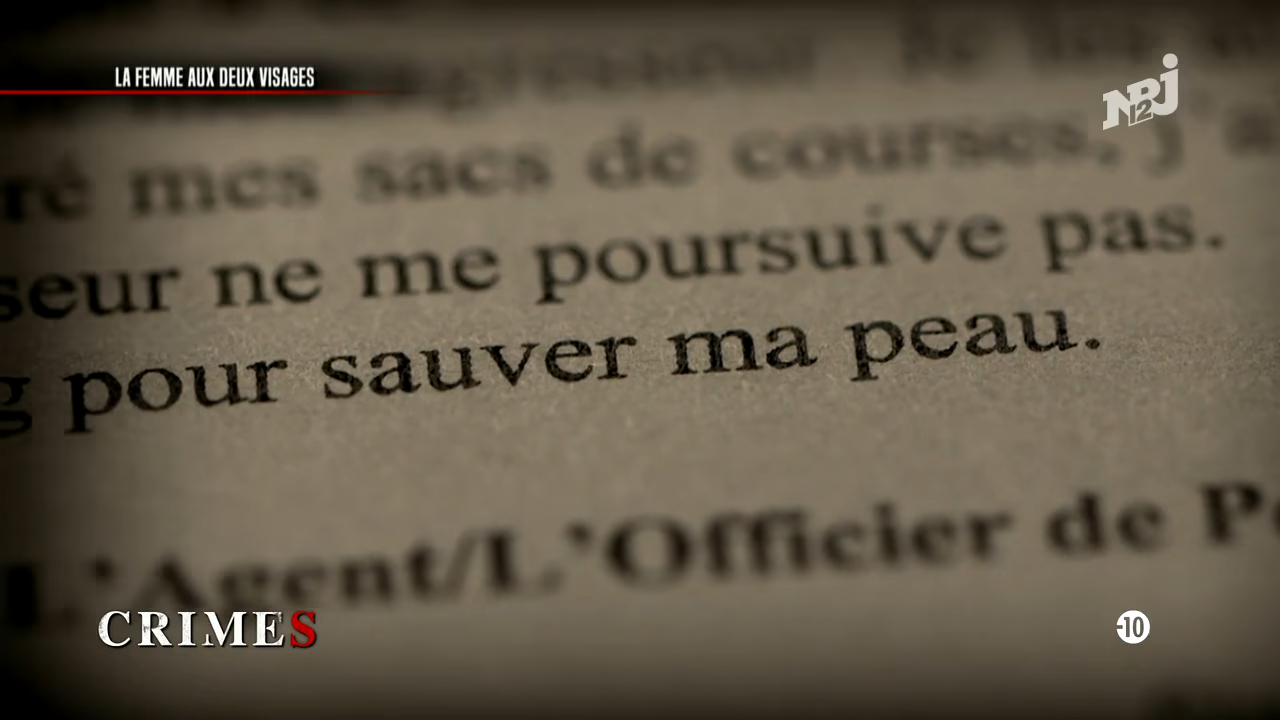 LA FEMME AUX DEUX VISAGES
NRJ
12
ré mes sacs de courses, j'a
seur ne me poursuive pas.
g pour sauver ma peau.
L'Agent/L'Officier de P
CRIMES
-10